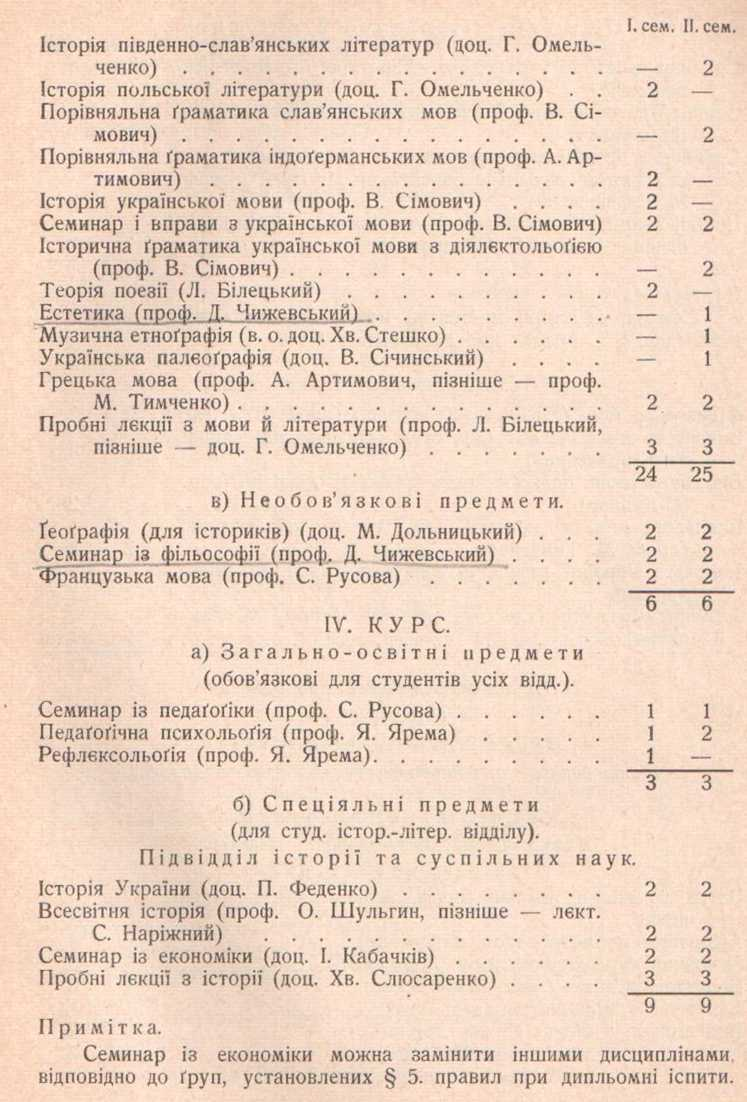 I. сем. II. сем.
Історія південно-слав'янських літератур (доц. Г. Омель-
ченко) . . . . . . . . . . . . . . — 2
Історія польської літератури (доц. Г. Омельченко) . . 2 —
Порівняльна ґраматика слав'янських мов (проф. В. Сі-
мович) . . . . . . . . . . . . . . — 2
Порівняльна ґраматика індоґерманських мов (проф. А. Ар-
тимович) . . . . . . . . . . . . . 2 —
Історія української мови (проф. В. Сімович) . . . . 2 —
Семинар і вправи з української мови (проф. В. Сімович) 2 2
Історична ґраматика української мови з діялєктольоґією
(проф. В. Сімович) . . . . . . . . . . . — 2
Теорія поезії (Л. Білецький) . . . . . . . . . 2 —
Естетика (проф. Д. Чижевський) . . . . . . . . — 1
Музична етноґрафія (в. о. доц. Хв. Стешко) . . . . . . — 1
Українська палєоґрафія (доц. В. Січинський) . . . . — 1
Грецька мова (проф. А. Артимович, пізніше — проф.
М. Тимченко) . . . . . . . . . . . . . 2 2
Пробні лєкції з мови й літератури (проф. Л. Білецький,
пізніше — доц. Г. Омельченко) . . . . . . . 3 3
24 25
в) Необов'язкові предмети.
Ґеоґрафія (для істориків) (доц. М. Дольницький) . . . 2 2
Семинар із фільософії (проф. Д. Чижевський) . . . . 2 2
Французька мова (проф. С. Русова) . . . . . . . 2 2
6 6
IV. КУРС.
а) Загально-освітні предмети
(обов'язкові для студентів усіх відд.).
Семинар із педаґоґіки (проф. С. Русова) . . . . . . 1 1
Педаґоґічна психольоґія (проф. Я. Ярема) . . . . . 1 2
Рефлєксольоґія (проф. Я. Ярема). . . . . . . . . 1 —
3 3
б) Спеціяльні предмети
(для студ. істор.-літер. відділу).
Підвідділ історії та суспільних наук.
Історія України (доц. П. Феденко) . . . . . . . . 2 2
Всесвітня історія (проф. О. Шульгин, пізніше — лєкт.
С. Наріжний) . . . . . . . . . . . . . 2 2
Семинар із економіки (доц. І. Кабачків) . . . . . . 2 2
Пробні лєкції з історії (доц. Хв. Слюсаренко) . . . . 3 3
9 9
Примітка.
Семинар із економіки можна замінити іншими дисциплінами,
відповідно до ґруп, установлених § 5. правил при дипльомні іспити.